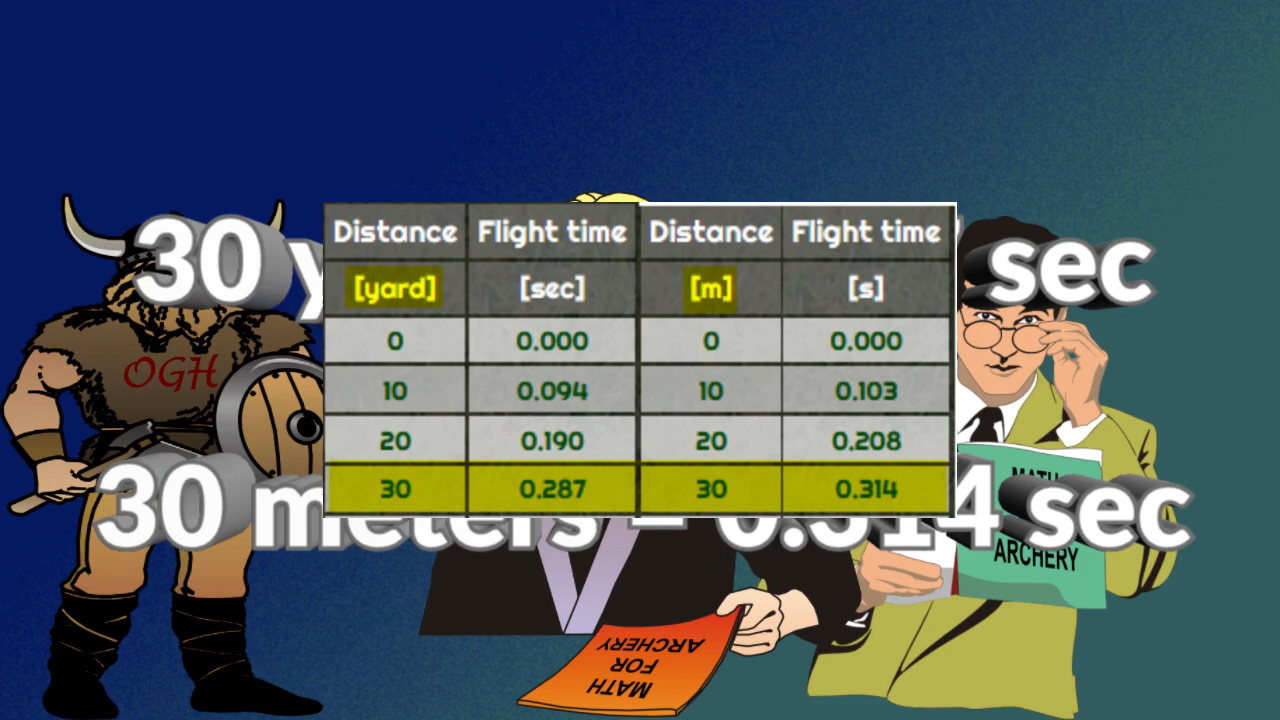 30 y sec
Distance Flight time Distance Flight time
[yard] [sec] [m] [s]
0 0.000 0 0.000
10 0.094 10 0.103
20 0.190 20 0.208
30 0.287 30 0.314
OGH
30 meters = 0.314 sec
MATH
ARCHERY
MATH
FOR
ARCHERY